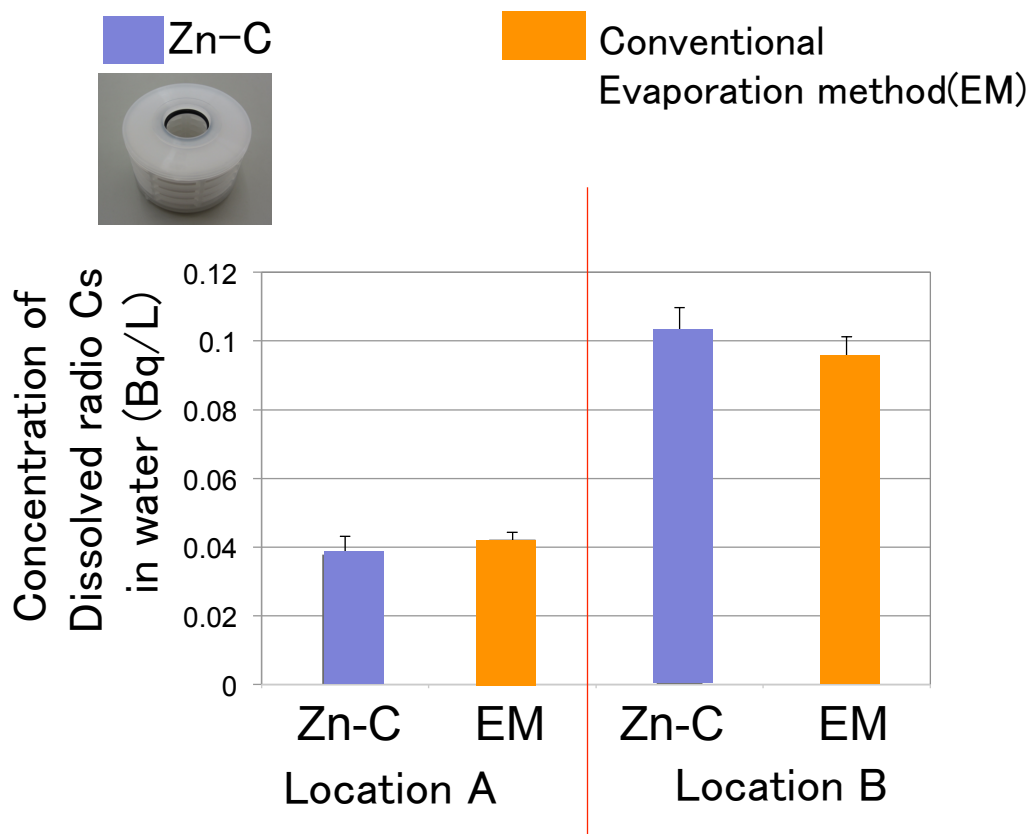 Zn-C
Conventional
Evaporation method(EM)
Concentration of
Dissolved radio Cs
in water (Bq/L)
0.12
0.1
0.08
0.06
0.04
0.02
0
Zn-C EM Zn-C EM
Location A Location B